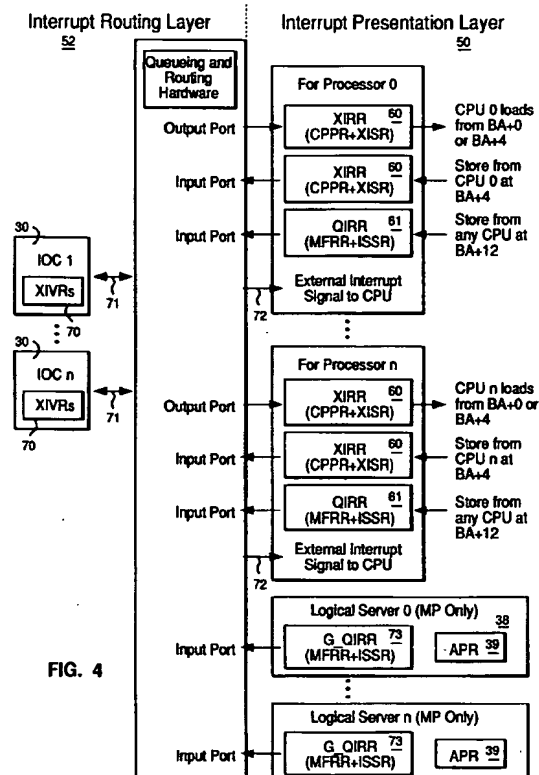 Interrupt Routing Layer
52
Interrupt Presentation Layer
50
Queueing and
Routing
Hardware
For Processor 0
Output Port
XIRR 60
(CPPR+XISR)
CPU 0 loads
from BA+0
or BA+4
Input Port
XIRR 60
(CPPR+XISR)
Store from
CPU 0 at
BA+4
Input Port
QIRR 61
(MFRR+ISSR)
Store from
any CPU at
BA+12
72
External Interrupt
Signal to CPU
30
IOC 1
XIVRs
70
71
30
IOC n
XIVRs
70
71
For Processor n
Output Port
XIRR 60
(CPPR+XISR)
CPU n loads
from BA+0 or
BA+4
Input Port
XIRR 60
(CPPR+XISR)
Store from
CPU n at
BA+4
Input Port
QIRR 61
(MFRR+ISSR)
Store from
any CPU at
BA+12
72
External Interrupt
Signal to CPU
Logical Server 0 (MP Only)
38
Input Port
G_QIRR 73
(MFRR+ISSR)
APR 39
FIG. 4
Logical Server n (MP Only)
Input Port
G_QIRR 73
(MFRR+ISSR)
APR 39